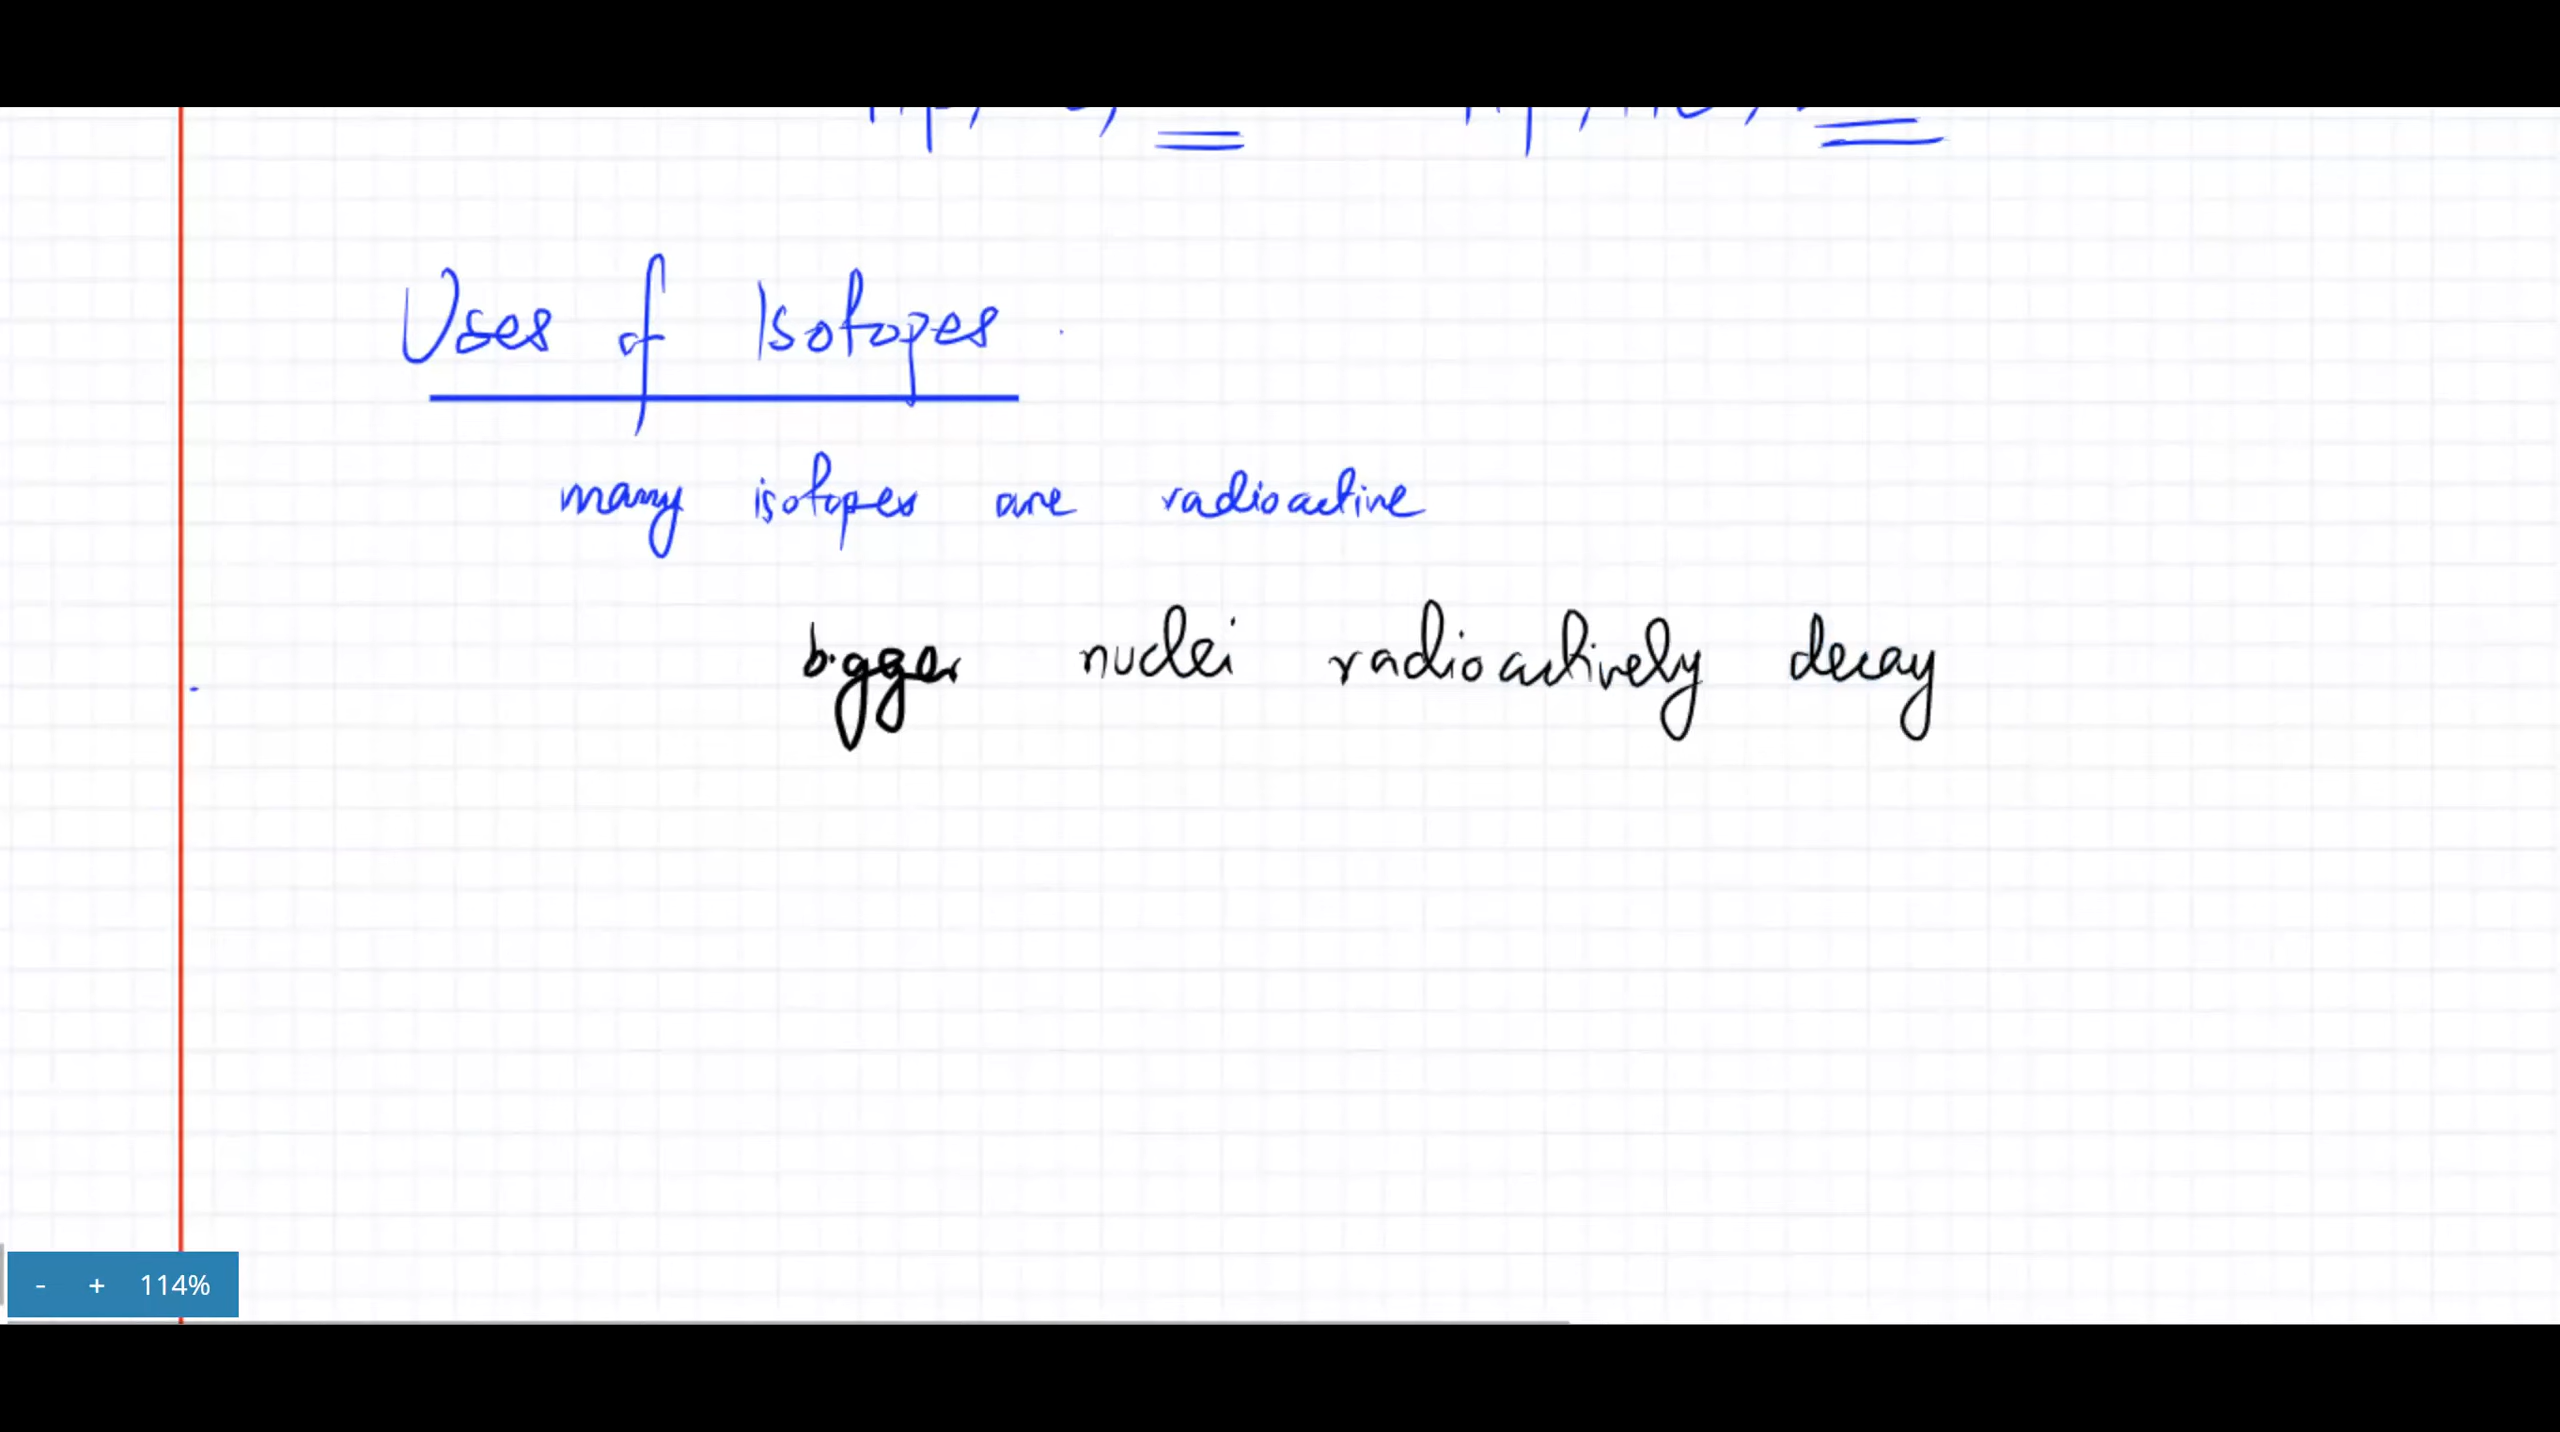 Uses of Isotopes
many isotopes are radioactive
bigger nuclei radioactively decay
- + 114%